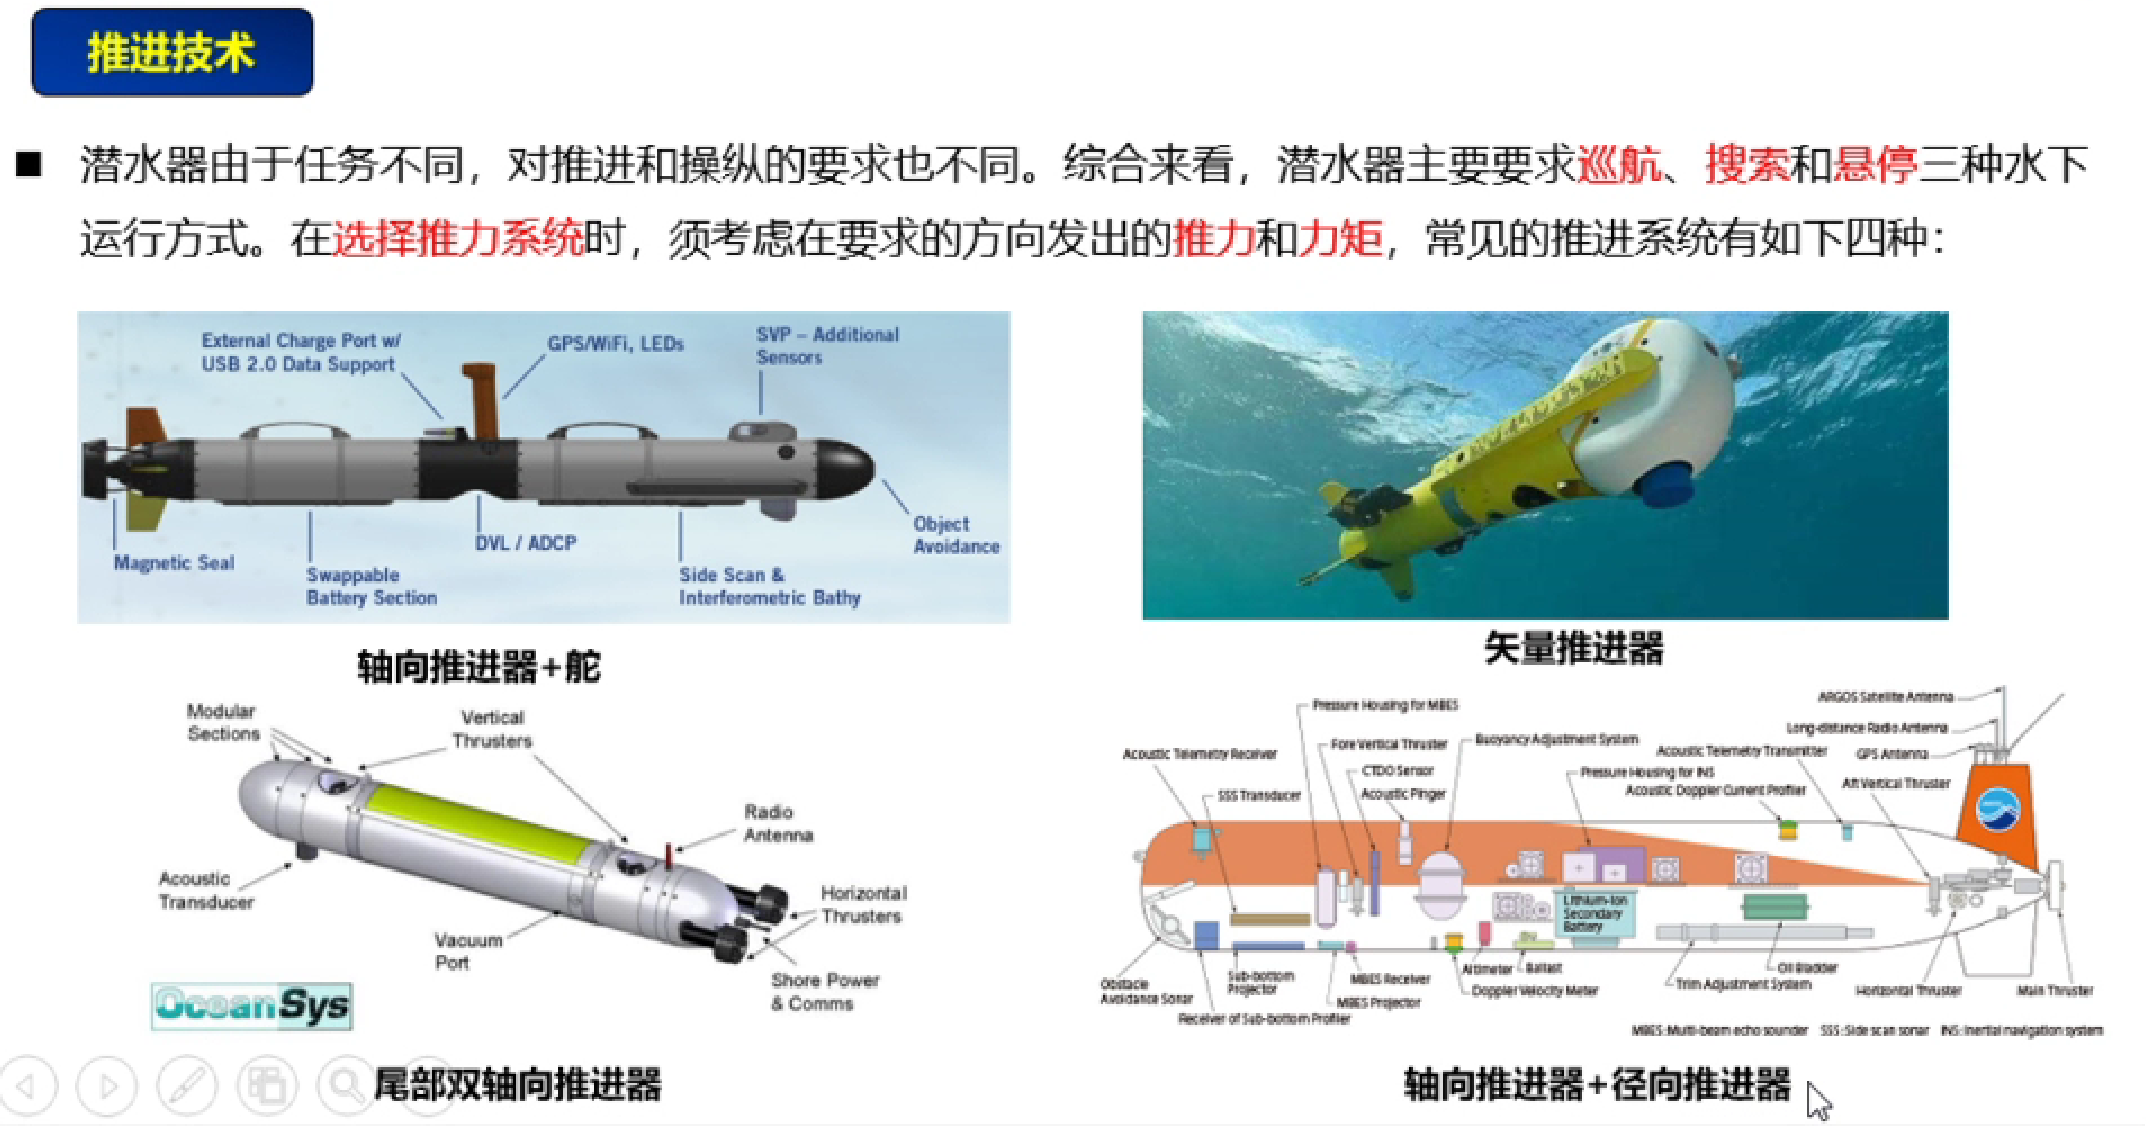 推进技术
■ 潜水器由于任务不同，对推进和操纵的要求也不同。综合来看，潜水器主要要求巡航、搜索和悬停三种水下
运行方式。在选择推力系统时，须考虑在要求的方向发出的推力和力矩，常见的推进系统有如下四种：
External Charge Port w/
USB 2.0 Data Support
GPS/WiFi, LEDs
SVP – Additional
Sensors
Magnetic Seal
Swappable
Battery Section
DVL / ADCP
Side Scan &
Interferometric Bathy
Object
Avoidance
轴向推进器+舵
矢量推进器
Modular
Sections
Vertical
Thrusters
Radio
Antenna
Acoustic
Transducer
Horizontal
Thrusters
Vacuum
Port
Shore Power
& Comms
OceanSys
尾部双轴向推进器
ARGOS Satellite Antenna
Long-distance Radio Antenna
GPS Antenna
Pressure Housing for MBES
Acoustic Telemetry Receiver
Fore Vertical Thruster
Buoyancy Adjustment System
Acoustic Telemetry Transmitter
CTDO Sensor
Pressure Housing for INS
Aft Vertical Thruster
SSS Transducer
Acoustic Pinger
Acoustic Doppler Current Profiler
Lithium-Ion
Secondary
Battery
Obstacle
Avoidance Sonar
Sub-bottom
Projector
MBES Receiver
Altimeter
Ballast
Oil Bladder
Trim Adjustment System
Horizontal Thruster
Main Thruster
MBES Projector
Doppler Velocity Meter
Receiver of Sub-bottom Profiler
MBES:Multi-beam echo sounder SSS:Side scan sonar INS:Inertial navigation system
轴向推进器+径向推进器